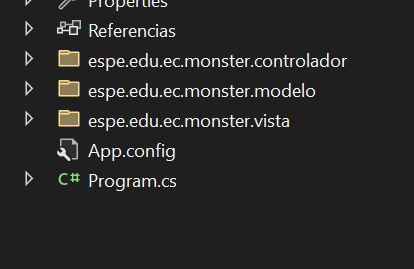 Properties
Referencias
espe.edu.ec.monster.controlador
espe.edu.ec.monster.modelo
espe.edu.ec.monster.vista
App.config
C# Program.cs